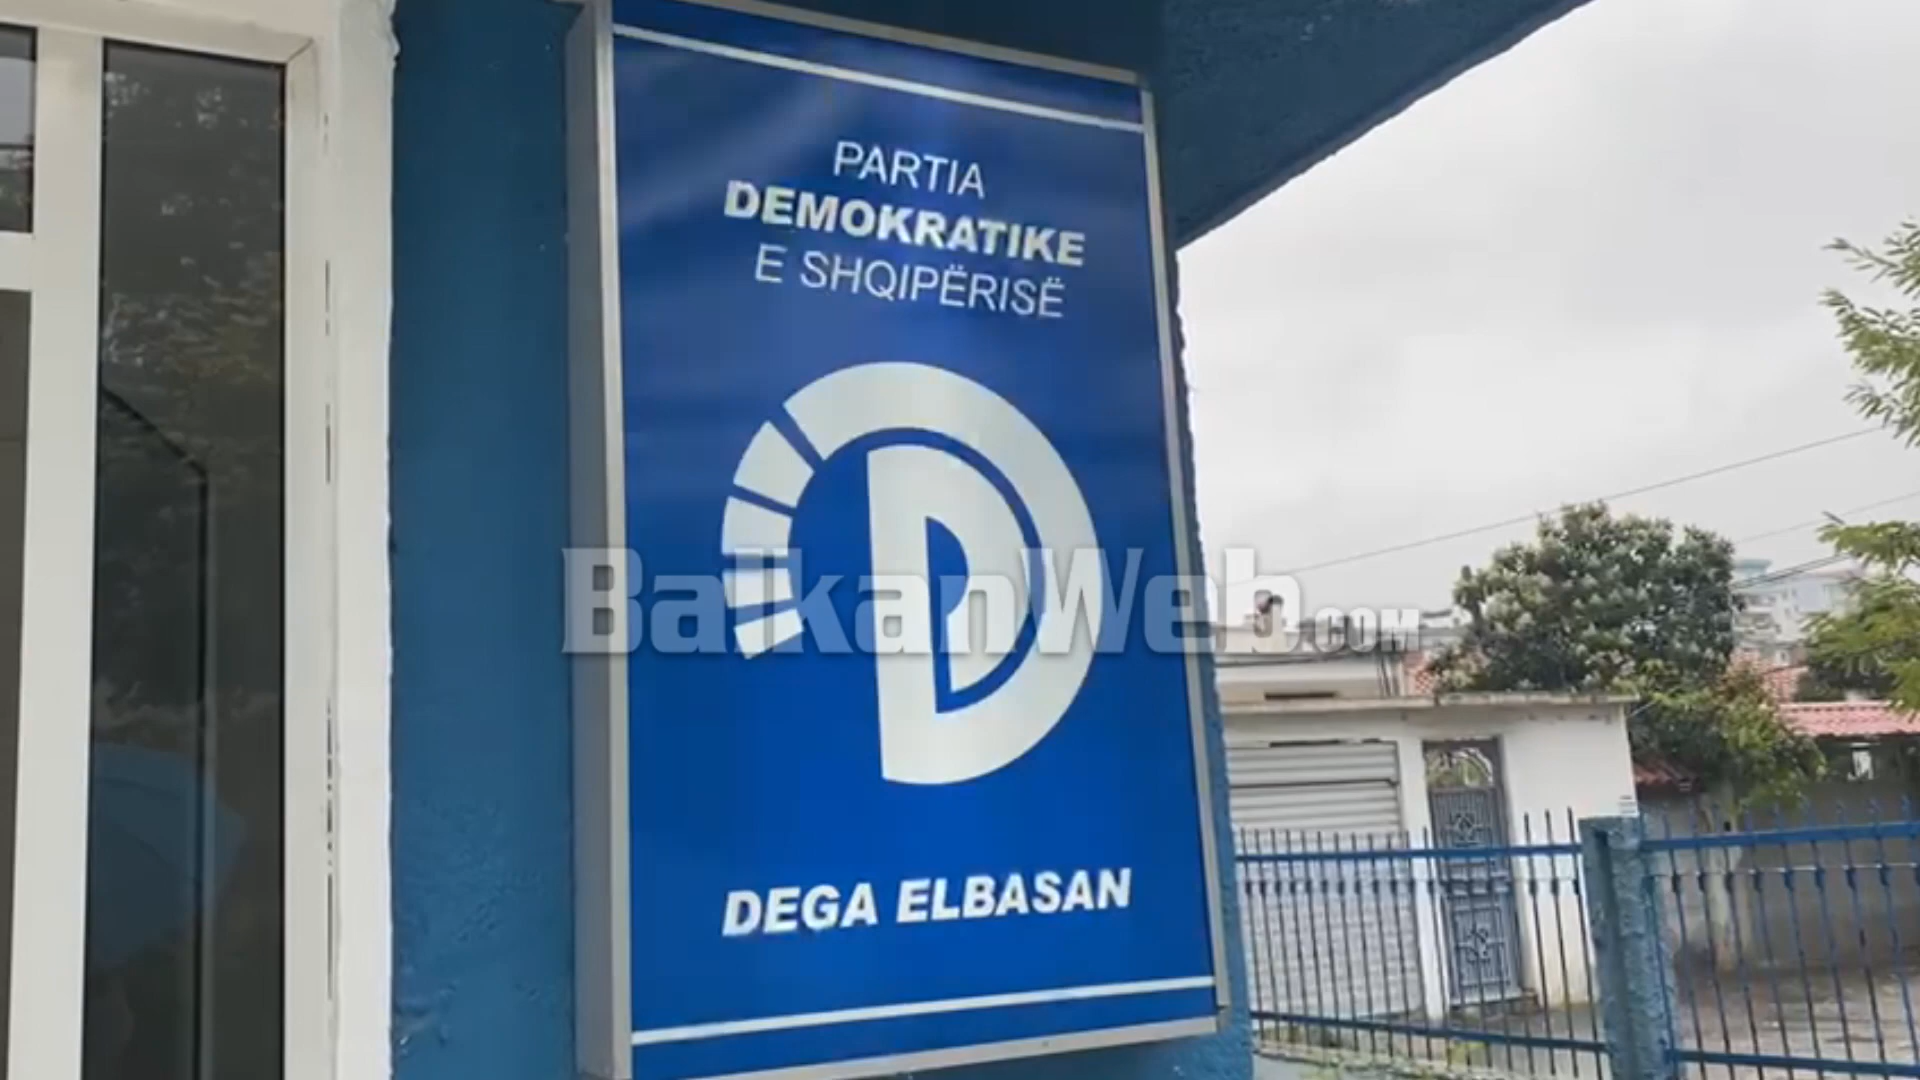 PARTIA
DEMOKRATIKE
E SHQIPËRISË
BalkanWeb.COM
DEGA ELBASAN